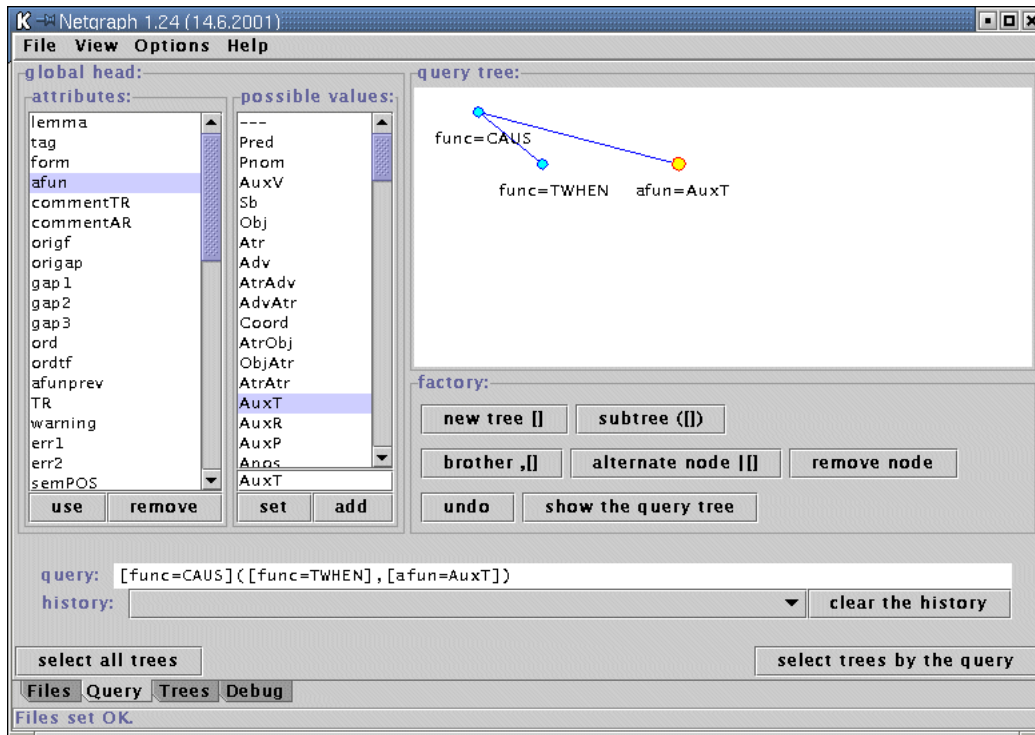 Netgraph 1.24 (14.6.2001)
File View Options Help
global head:
attributes:
lemma
tag
form
afun
commentTR
commentAR
origf
origap
gap1
gap2
gap3
ord
ordtf
afunprev
TR
warning
err1
err2
semPOS
use remove
possible values:
---
Pred
Pnom
AuxV
Sb
Obj
Atr
Adv
AtrAdv
AdvAtr
Coord
AtrObj
ObjAtr
AtrAtr
AuxT
AuxR
AuxP
Apos
AuxT
set add
query tree:
func=CAUS
func=TWHEN afun=AuxT
factory:
new tree [] subtree ([])
brother ,[] alternate node |[] remove node
undo show the query tree
query: [func=CAUS]([func=TWHEN],[afun=AuxT])
history: clear the history
select all trees select trees by the query
Files Query Trees Debug
Files set OK.